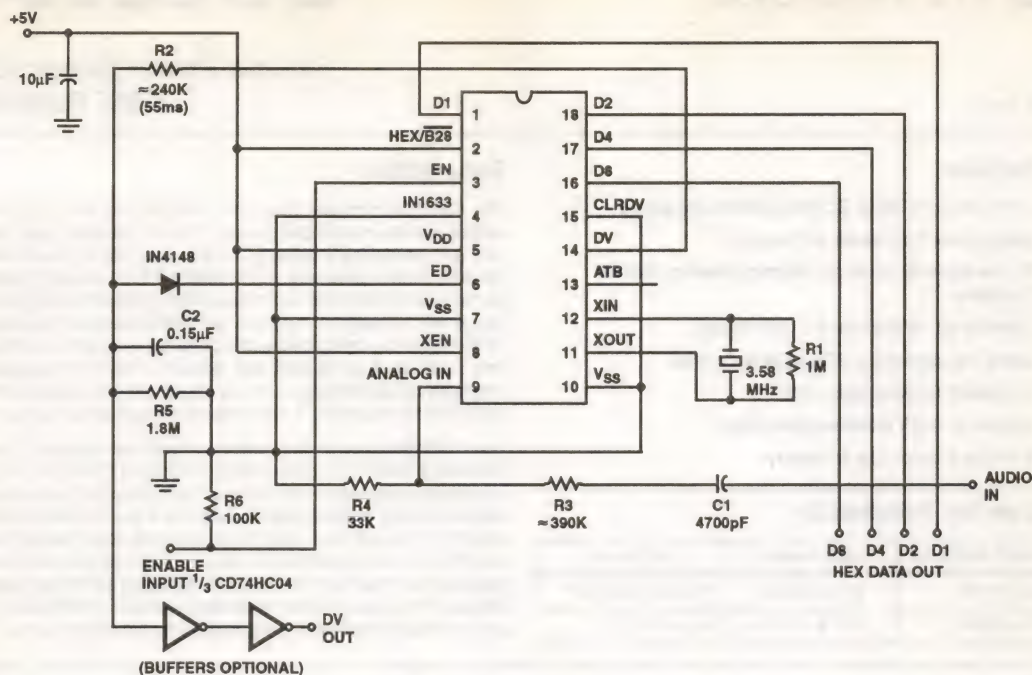 +5V
10µF
R2
≈240K
(55ms)
D1
HEX/B28
EN
IN1633
VDD
ED
VSS
XEN
ANALOG IN
1
2
3
4
5
6
7
8
9
18
17
16
15
14
13
12
11
10
D2
D4
D8
CLRDV
DV
ATB
XIN
XOUT
VSS
IN4148
C2
0.15µF
R5
1.8M
R6
100K
3.58
MHz
R1
1M
R4
33K
R3
≈390K
C1
4700pF
AUDIO
IN
D8 D4 D2 D1
HEX DATA OUT
ENABLE
INPUT 1/3 CD74HC04
DV
OUT
(BUFFERS OPTIONAL)